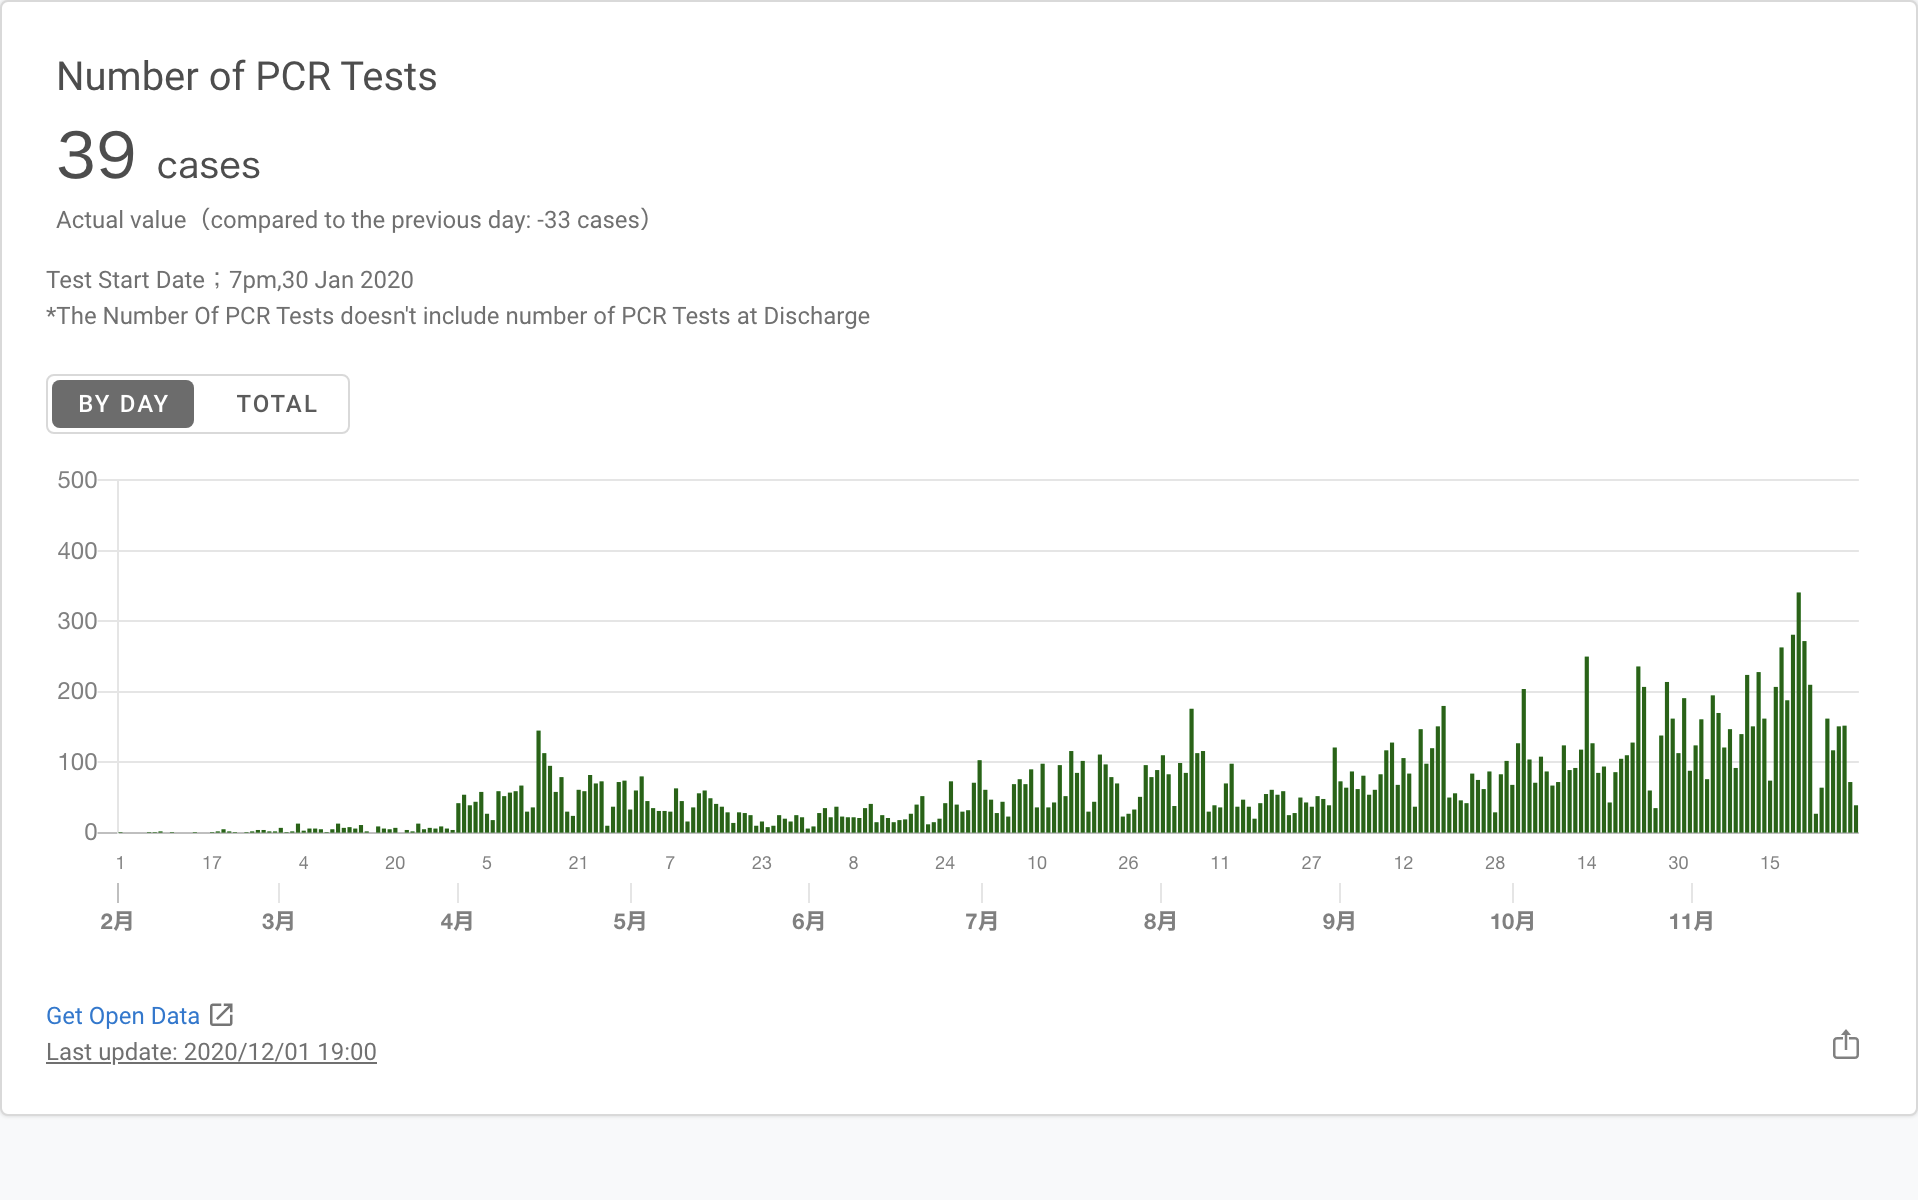 Number of PCR Tests
39 cases
Actual value（compared to the previous day: -33 cases）
Test Start Date；7pm,30 Jan 2020
*The Number Of PCR Tests doesn't include number of PCR Tests at Discharge
BY DAY TOTAL
500
400
300
200
100
0
1 17 4 20 5 21 7 23 8 24 10 26 11 27 12 28 14 30 15
2月 3月 4月 5月 6月 7月 8月 9月 10月 11月
Get Open Data
Last update: 2020/12/01 19:00